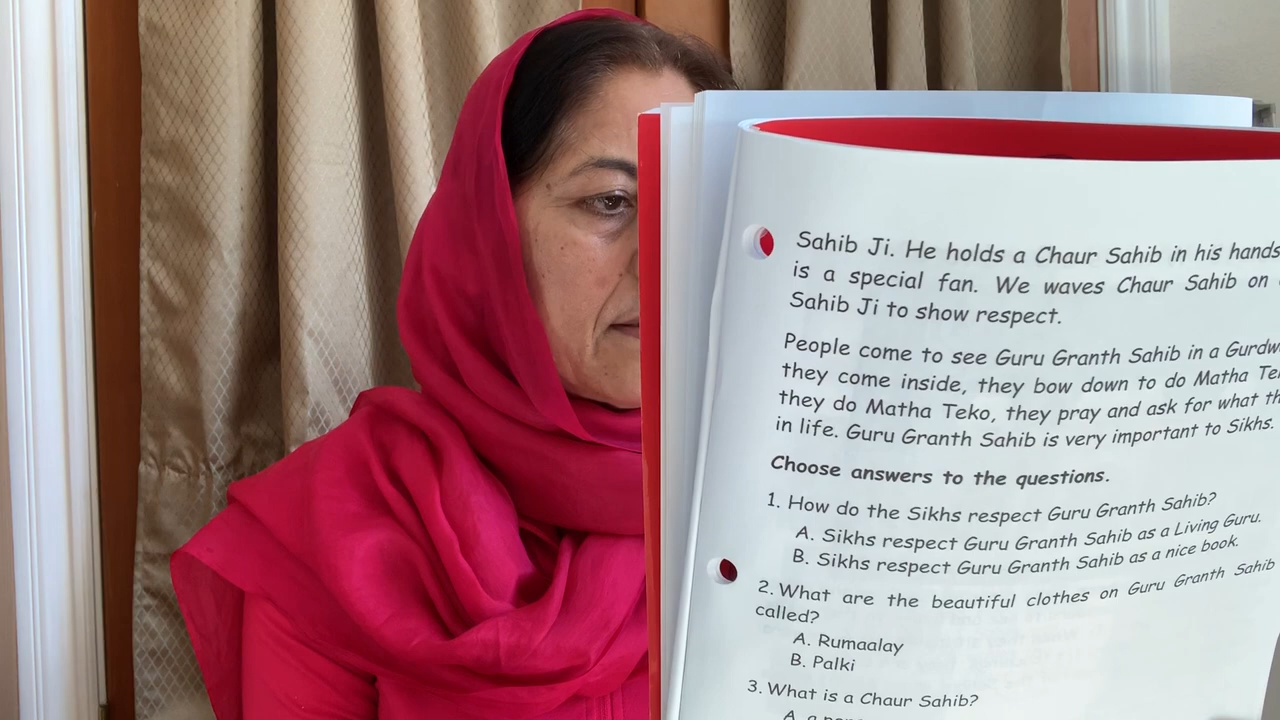 Sahib Ji. He holds a Chaur Sahib in his hands
is a special fan. We waves Chaur Sahib on
Sahib Ji to show respect.
People come to see Guru Granth Sahib in a
they come inside, they bow down to do Matha
they do Matha Teko, they pray and ask for what
in life. Guru Granth Sahib is very important to Sikhs.
Choose answers to the questions.
1. How do the Sikhs respect Guru Granth Sahib?
A. Sikhs respect Guru Granth Sahib as a Living Guru.
B. Sikhs respect Guru Granth Sahib as a nice book.
2. What are the beautiful clothes on Guru Granth Sahib
called?
A. Rumaalay
B. Palki
3. What is a Chaur Sahib?
A. a